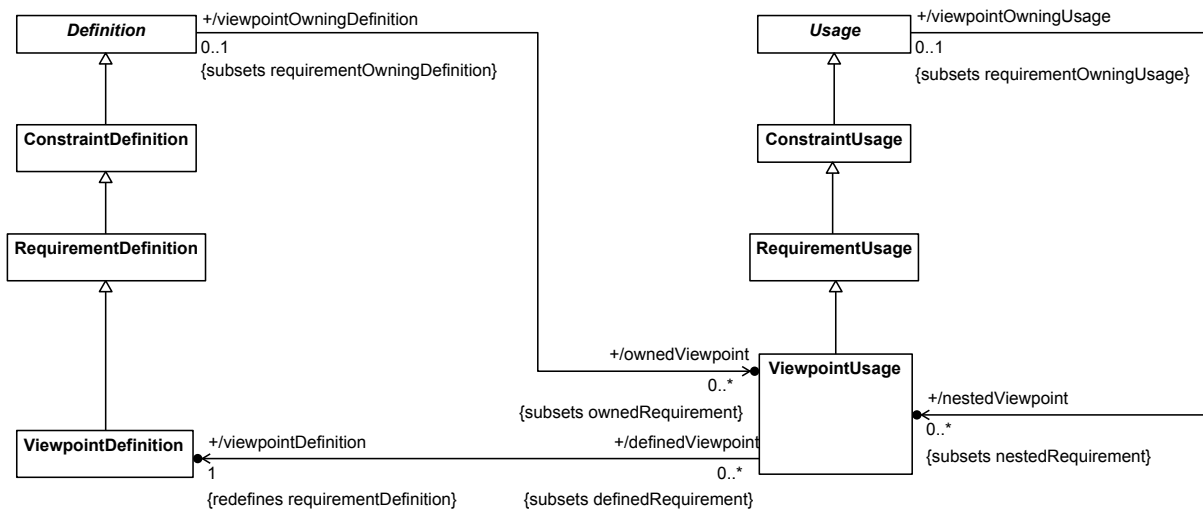 +/viewpointOwningDefinition
Definition
0..1
{subsets requirementOwningDefinition}
+/viewpointOwningUsage
Usage
0..1
{subsets requirementOwningUsage}
ConstraintDefinition
ConstraintUsage
RequirementDefinition
RequirementUsage
+/ownedViewpoint
0..*
{subsets ownedRequirement}
ViewpointUsage
+/nestedViewpoint
0..*
{subsets nestedRequirement}
ViewpointDefinition
+/viewpointDefinition
1
{redefines requirementDefinition}
+/definedViewpoint
0..*
{subsets definedRequirement}